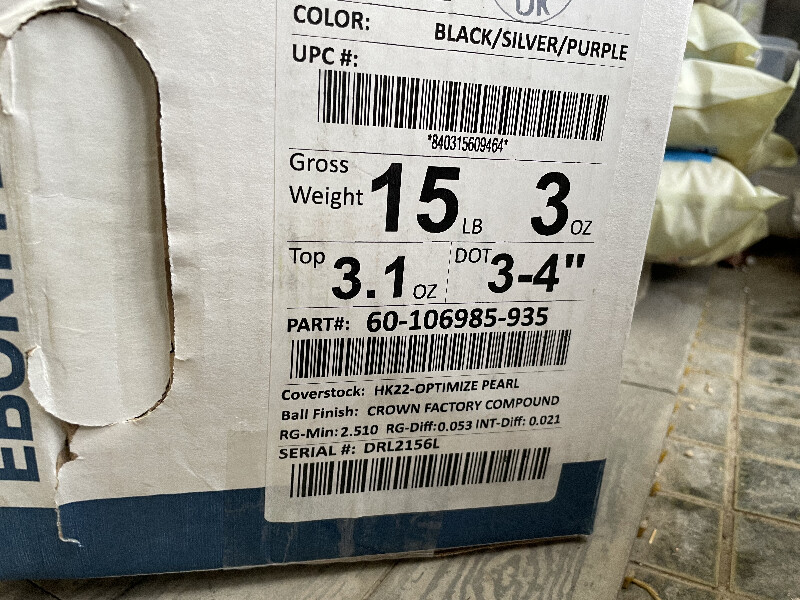 UK
COLOR: BLACK/SILVER/PURPLE
UPC #:
*840315609464*
Gross Weight 15 LB 3 OZ
Top 3.1 OZ DOT 3-4"
PART#: 60-106985-935
Coverstock: HK22-OPTIMIZE PEARL
Ball Finish: CROWN FACTORY COMPOUND
RG-Min: 2.510 RG-Diff: 0.053 INT-Diff: 0.021
SERIAL #: DRL2156L
EBONITE